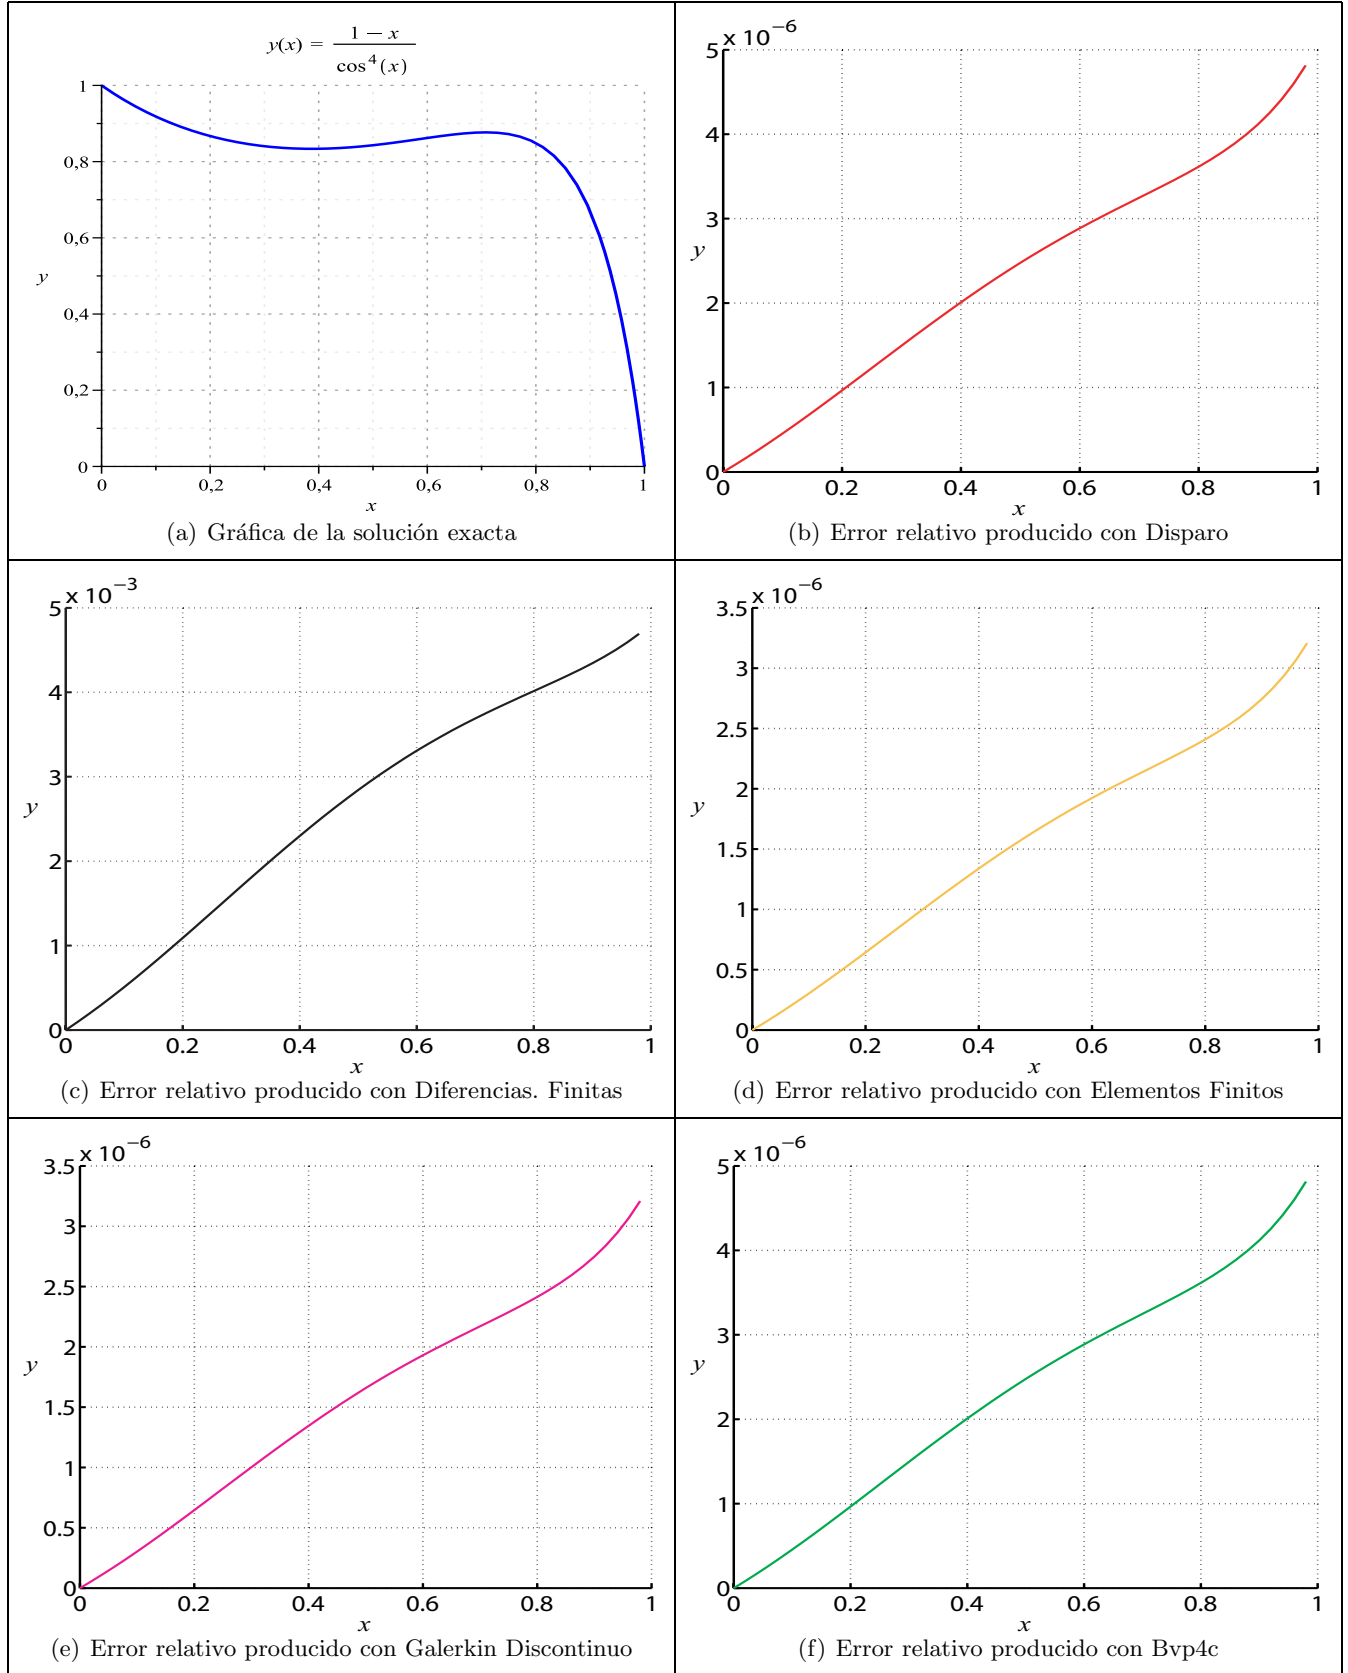 y(x) = (1 − x) / cos⁴(x)
1
0,8
0,6
y
0,4
0,2
0
0 0,2 0,4 0,6 0,8 1
x
(a) Gráfica de la solución exacta
5 x 10⁻⁶
4
3
y
2
1
0
0 0.2 0.4 0.6 0.8 1
x
(b) Error relativo producido con Disparo
5 x 10⁻³
4
3
y
2
1
0
0 0.2 0.4 0.6 0.8 1
x
(c) Error relativo producido con Diferencias. Finitas
3.5 x 10⁻⁶
3
2.5
2
y
1.5
1
0.5
0
0 0.2 0.4 0.6 0.8 1
x
(d) Error relativo producido con Elementos Finitos
x 10⁻⁶
3.5
3
2.5
2
y
1.5
1
0.5
0
0 0.2 0.4 0.6 0.8 1
x
(e) Error relativo producido con Galerkin Discontinuo
5 x 10⁻⁶
4
3
y
2
1
0
0 0.2 0.4 0.6 0.8 1
x
(f) Error relativo producido con Bvp4c